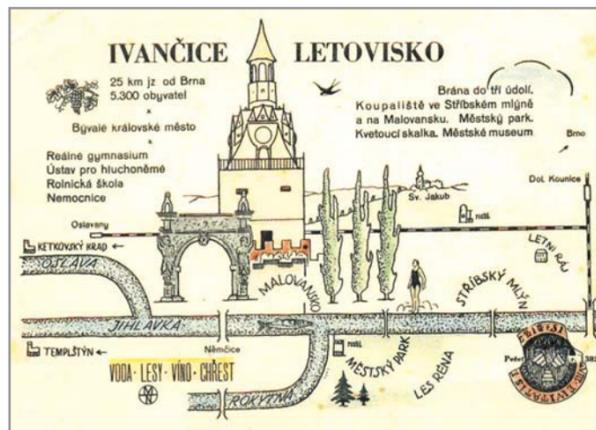 IVANČICE LETOVISKO
25 km jz od Brna
5.300 obyvatel
Bývalé královské město
Reálné gymnasium
Ústav pro hluchoněmé
Rolnická škola
Nemocnice
Brána do tří údolí.
Koupaliště ve Stříbském mlýně
a na Malovansku. Městský park.
Kvetoucí skalka. Městské museum
Brno
Dol. Kounice
Sv. Jakub
Oslavany
KETKOVSKÝ HRAD ←
OSLAVA
LETNÍ RÁJ
MALOVANSKO
STŘÍBSKÝ MLÝN
JIHLAVKA
TEMPLŠTÝN ←
Němčice
MĚSTSKÝ PARK
LES RÉNA
VODA - LESY - VÍNO - CHŘEST
ROKYTNÁ
Počet